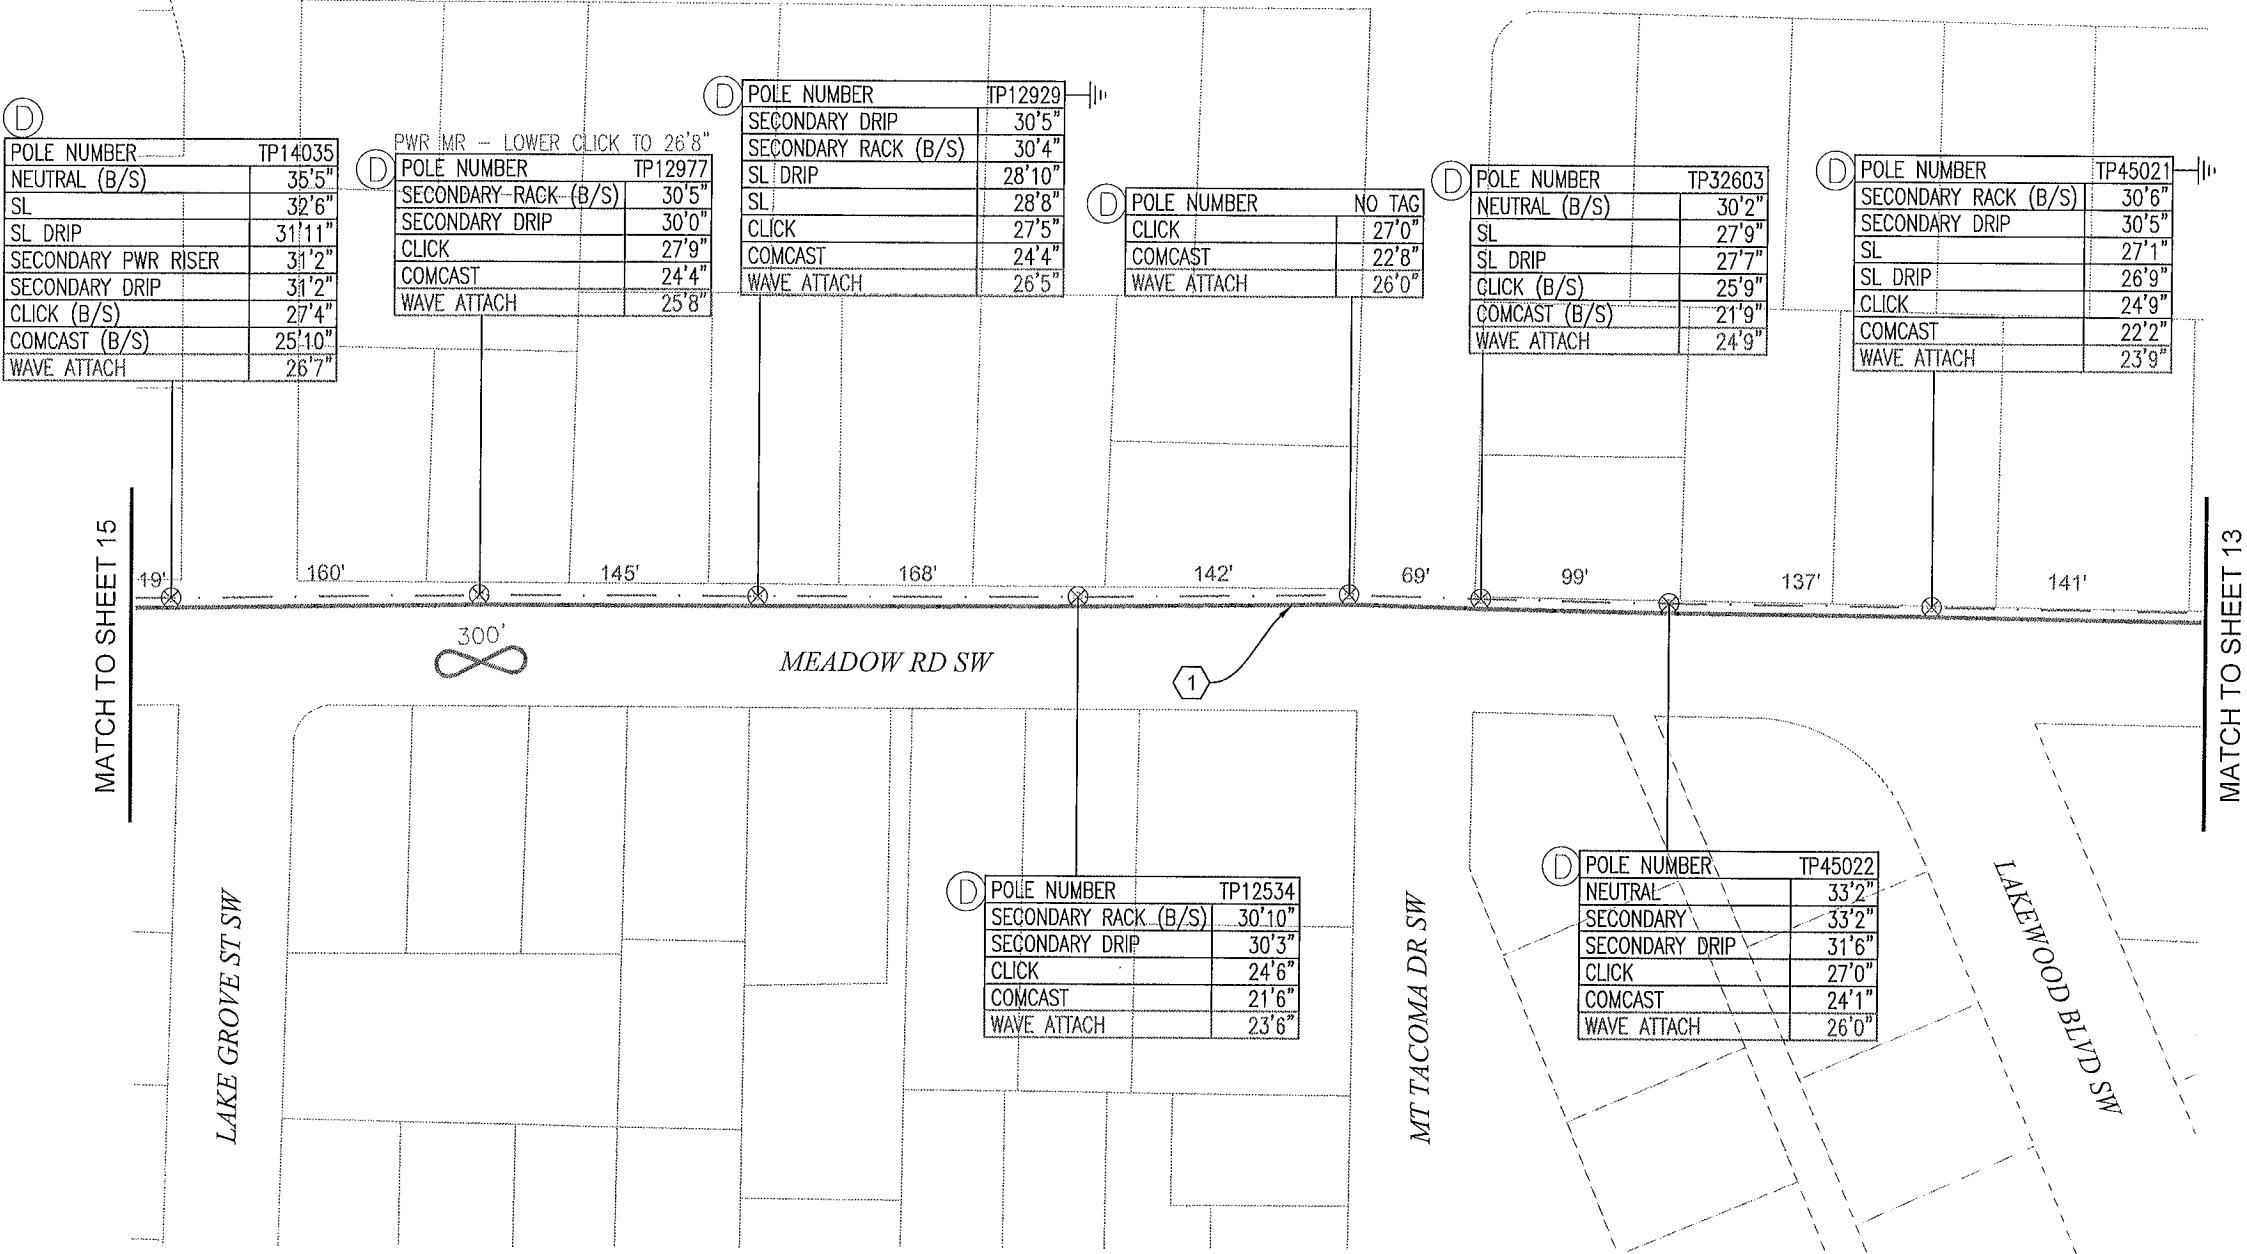 D
POLE NUMBER TP14035
NEUTRAL (B/S) 35'5"
SL 32'6"
SL DRIP 31'11"
SECONDARY PWR RISER 31'2"
SECONDARY DRIP 31'2"
CLICK (B/S) 27'4"
COMCAST (B/S) 25'10"
WAVE ATTACH 26'7"
PWR MR - LOWER CLICK TO 26'8"
D
POLE NUMBER TP12977
SECONDARY RACK (B/S) 30'5"
SECONDARY DRIP 30'0"
CLICK 27'9"
COMCAST 24'4"
WAVE ATTACH 25'8"
D
POLE NUMBER TP12929
SECONDARY DRIP 30'5"
SECONDARY RACK (B/S) 30'4"
SL DRIP 28'10"
SL 28'8"
CLICK 27'5"
COMCAST 24'4"
WAVE ATTACH 26'5"
D
POLE NUMBER NO TAG
CLICK 27'0"
COMCAST 22'8"
WAVE ATTACH 26'0"
D
POLE NUMBER TP32603
NEUTRAL (B/S) 30'2"
SL 27'9"
SL DRIP 27'7"
CLICK (B/S) 25'9"
COMCAST (B/S) 21'9"
WAVE ATTACH 24'9"
D
POLE NUMBER TP45021
SECONDARY RACK (B/S) 30'6"
SECONDARY DRIP 30'5"
SL 27'1"
SL DRIP 26'9"
CLICK 24'9"
COMCAST 22'2"
WAVE ATTACH 23'9"
MATCH TO SHEET 15
19' 160' 145' 168' 142' 69' 99' 137' 141'
MATCH TO SHEET 13
300'
MEADOW RD SW
1
D
POLE NUMBER TP12534
SECONDARY RACK (B/S) 30'10"
SECONDARY DRIP 30'3"
CLICK 24'6"
COMCAST 21'6"
WAVE ATTACH 23'6"
D
POLE NUMBER TP45022
NEUTRAL 33'2"
SECONDARY 33'2"
SECONDARY DRIP 31'6"
CLICK 27'0"
COMCAST 24'1"
WAVE ATTACH 26'0"
LAKE GROVE ST SW
MT TACOMA DR SW
LAKEWOOD BLVD SW